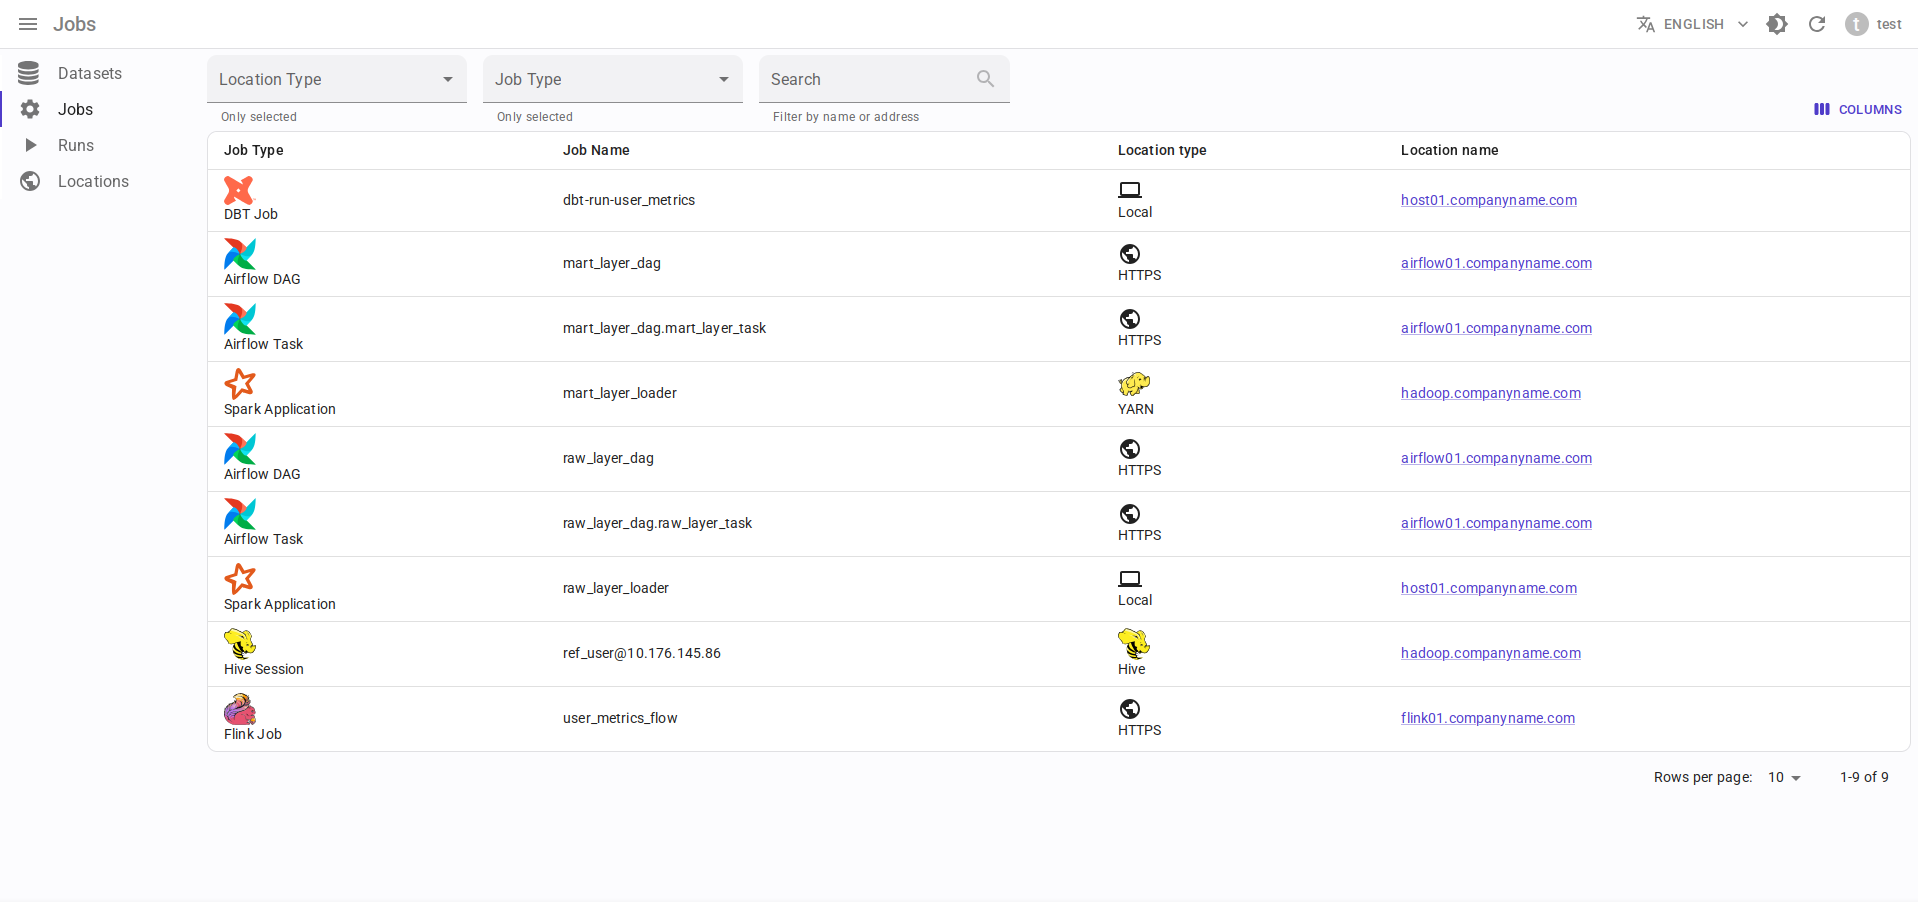 Jobs
ENGLISH
t
test
Datasets
Jobs
Runs
Locations
Location Type
Only selected
Job Type
Only selected
Search
Filter by name or address
COLUMNS
Job Type Job Name Location type Location name
DBT Job dbt-run-user_metrics Local host01.companyname.com
Airflow DAG mart_layer_dag HTTPS airflow01.companyname.com
Airflow Task mart_layer_dag.mart_layer_task HTTPS airflow01.companyname.com
Spark Application mart_layer_loader YARN hadoop.companyname.com
Airflow DAG raw_layer_dag HTTPS airflow01.companyname.com
Airflow Task raw_layer_dag.raw_layer_task HTTPS airflow01.companyname.com
Spark Application raw_layer_loader Local host01.companyname.com
Hive Session ref_user@10.176.145.86 Hive hadoop.companyname.com
Flink Job user_metrics_flow HTTPS flink01.companyname.com
Rows per page: 10 1-9 of 9